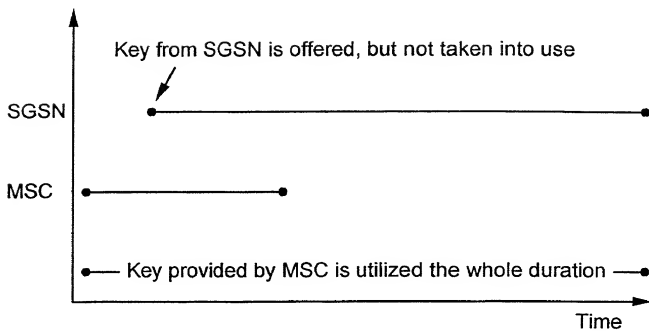 Key from SGSN is offered, but not taken into use
SGSN
MSC
Key provided by MSC is utilized the whole duration
Time